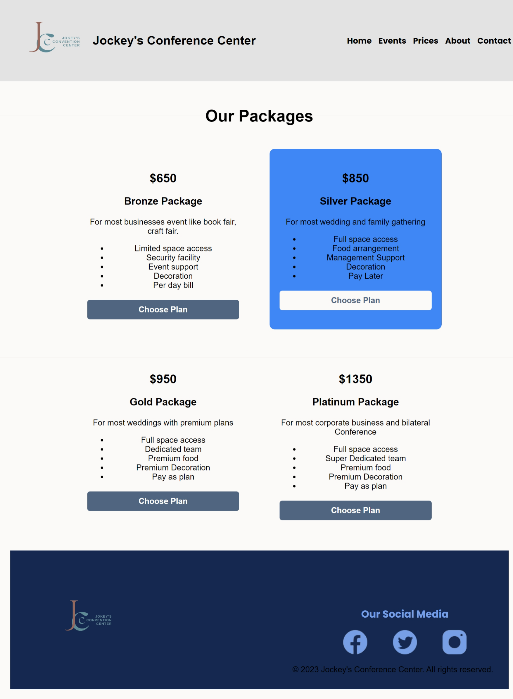 JOCKEY'S
CONVENTION
CENTER
Jockey's Conference Center
Home Events Prices About Contact
Our Packages
$650
Bronze Package
For most businesses event like book fair,
craft fair.
Limited space access
Security facility
Event support
Decoration
Per day bill
Choose Plan
$850
Silver Package
For most wedding and family gathering
Full space access
Food arrangement
Management Support
Decoration
Pay Later
Choose Plan
$950
Gold Package
For most weddings with premium plans
Full space access
Dedicated team
Premium food
Premium Decoration
Pay as plan
Choose Plan
$1350
Platinum Package
For most corporate business and bilateral
Conference
Full space access
Super Dedicated team
Premium food
Premium Decoration
Pay as plan
Choose Plan
JOCKEY'S
CONVENTION
CENTER
Our Social Media
© 2023 Jockey's Conference Center. All rights reserved.